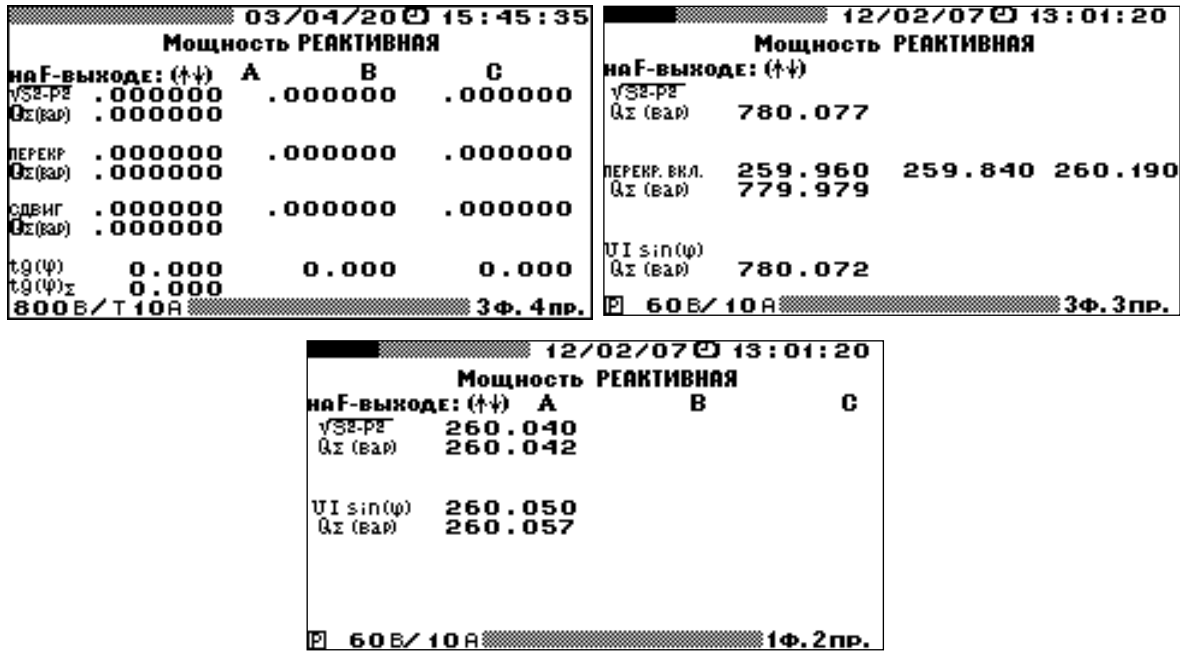 03/04/20 15:45:35
Мощность РЕАКТИВНАЯ
на F-выходе: (↑↓) A B C
√S²-P² .000000 .000000 .000000
QΣ(вар) .000000
ПЕРЕКР .000000 .000000 .000000
QΣ(вар) .000000
СДВИГ .000000 .000000 .000000
QΣ(вар) .000000
tg(φ) 0.000 0.000 0.000
tg(φ)Σ 0.000
800В/Т10А 3ф.4пр.
12/02/07 13:01:20
Мощность РЕАКТИВНАЯ
на F-выходе: (↑↓)
√S²-P²
QΣ (вар) 780.077
ПЕРЕКР. ВКЛ. 259.960 259.840 260.190
QΣ (вар) 779.979
UI sin(φ)
QΣ (вар) 780.072
P 60В/10А 3ф.3пр.
12/02/07 13:01:20
Мощность РЕАКТИВНАЯ
на F-выходе: (↑↓) A B C
√S²-P² 260.040
QΣ (вар) 260.042
UI sin(φ) 260.050
QΣ (вар) 260.057
P 60В/10А 1ф.2пр.